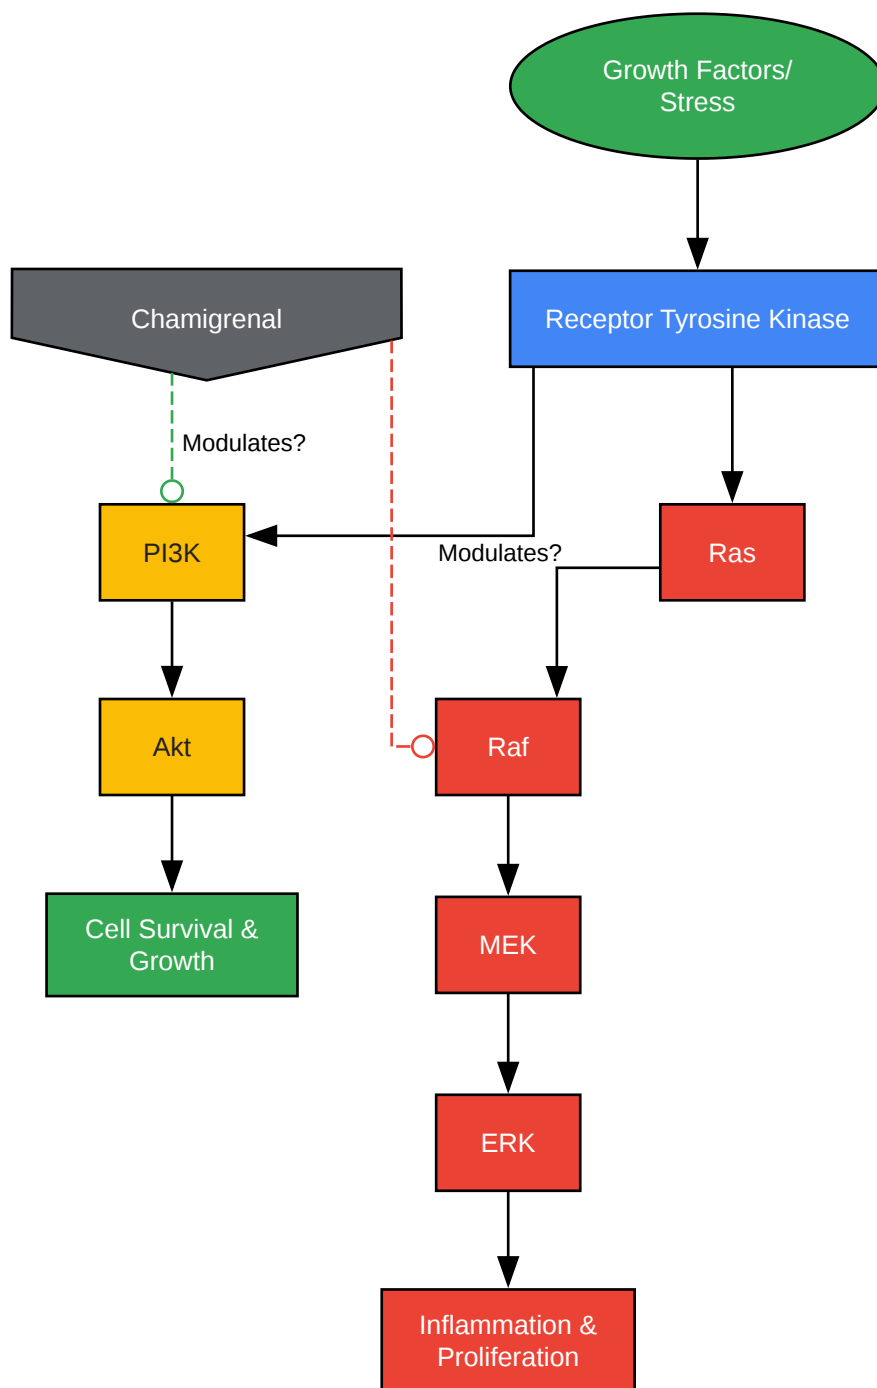 Growth Factors/
Stress
Chamigrenal
Receptor Tyrosine Kinase
Modulates?
PI3K
Modulates?
Ras
Akt
Raf
Cell Survival &
Growth
MEK
ERK
Inflammation &
Proliferation